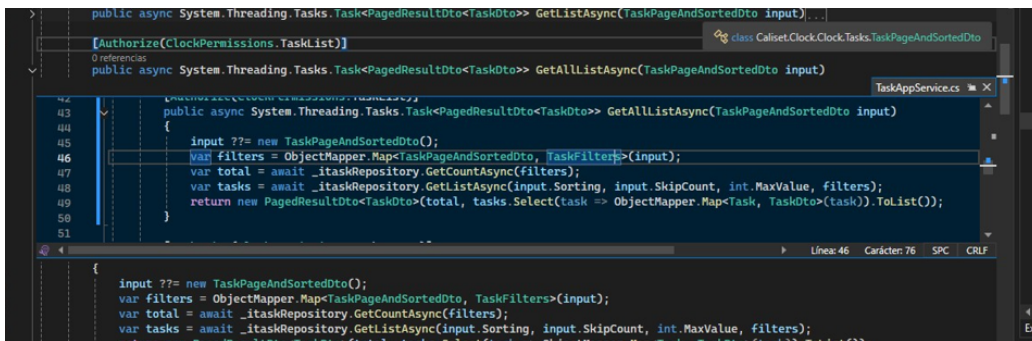 public async System.Threading.Tasks.Task<PagedResultDto<TaskDto>> GetListAsync(TaskPageAndSortedDto input)...
class Caliset.Clock.Clock.Tasks.TaskPageAndSortedDto
[Authorize(ClockPermissions.TaskList)]
0 referencias
public async System.Threading.Tasks.Task<PagedResultDto<TaskDto>> GetAllListAsync(TaskPageAndSortedDto input)
TaskAppService.cs
42 [Authorize(ClockPermissions.TaskList)]
43 public async System.Threading.Tasks.Task<PagedResultDto<TaskDto>> GetAllListAsync(TaskPageAndSortedDto input)
44 {
45 input ??= new TaskPageAndSortedDto();
46 var filters = ObjectMapper.Map<TaskPageAndSortedDto, TaskFilters>(input);
47 var total = await _itaskRepository.GetCountAsync(filters);
48 var tasks = await _itaskRepository.GetListAsync(input.Sorting, input.SkipCount, int.MaxValue, filters);
49 return new PagedResultDto<TaskDto>(total, tasks.Select(task => ObjectMapper.Map<Task, TaskDto>(task)).ToList());
50 }
51
Línea: 46 Carácter: 76 SPC CRLF
{
input ??= new TaskPageAndSortedDto();
var filters = ObjectMapper.Map<TaskPageAndSortedDto, TaskFilters>(input);
var total = await _itaskRepository.GetCountAsync(filters);
var tasks = await _itaskRepository.GetListAsync(input.Sorting, input.SkipCount, int.MaxValue, filters);